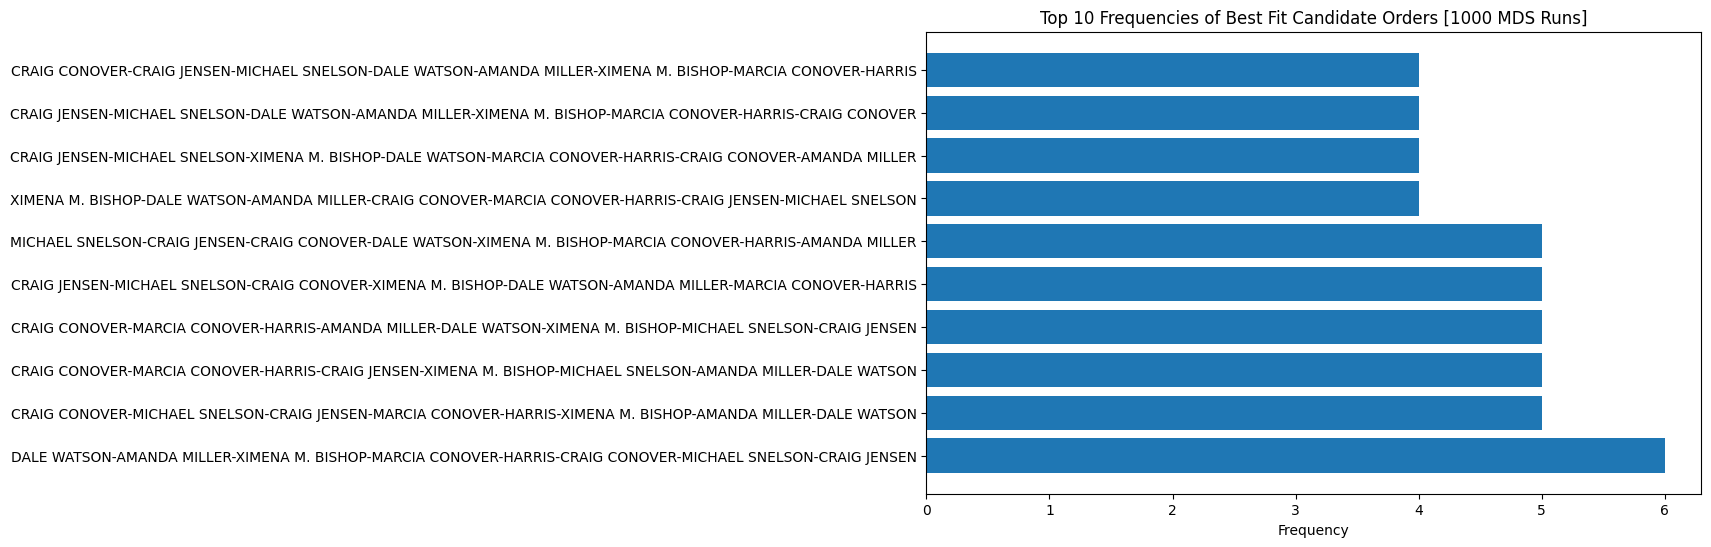 Top 10 Frequencies of Best Fit Candidate Orders [1000 MDS Runs]
CRAIG CONOVER-CRAIG JENSEN-MICHAEL SNELSON-DALE WATSON-AMANDA MILLER-XIMENA M. BISHOP-MARCIA CONOVER-HARRIS
CRAIG JENSEN-MICHAEL SNELSON-DALE WATSON-AMANDA MILLER-XIMENA M. BISHOP-MARCIA CONOVER-HARRIS-CRAIG CONOVER
CRAIG JENSEN-MICHAEL SNELSON-XIMENA M. BISHOP-DALE WATSON-MARCIA CONOVER-HARRIS-CRAIG CONOVER-AMANDA MILLER
XIMENA M. BISHOP-DALE WATSON-AMANDA MILLER-CRAIG CONOVER-MARCIA CONOVER-HARRIS-CRAIG JENSEN-MICHAEL SNELSON
MICHAEL SNELSON-CRAIG JENSEN-CRAIG CONOVER-DALE WATSON-XIMENA M. BISHOP-MARCIA CONOVER-HARRIS-AMANDA MILLER
CRAIG JENSEN-MICHAEL SNELSON-CRAIG CONOVER-XIMENA M. BISHOP-DALE WATSON-AMANDA MILLER-MARCIA CONOVER-HARRIS
CRAIG CONOVER-MARCIA CONOVER-HARRIS-AMANDA MILLER-DALE WATSON-XIMENA M. BISHOP-MICHAEL SNELSON-CRAIG JENSEN
CRAIG CONOVER-MARCIA CONOVER-HARRIS-CRAIG JENSEN-XIMENA M. BISHOP-MICHAEL SNELSON-AMANDA MILLER-DALE WATSON
CRAIG CONOVER-MICHAEL SNELSON-CRAIG JENSEN-MARCIA CONOVER-HARRIS-XIMENA M. BISHOP-AMANDA MILLER-DALE WATSON
DALE WATSON-AMANDA MILLER-XIMENA M. BISHOP-MARCIA CONOVER-HARRIS-CRAIG CONOVER-MICHAEL SNELSON-CRAIG JENSEN
0 1 2 3 4 5 6
Frequency